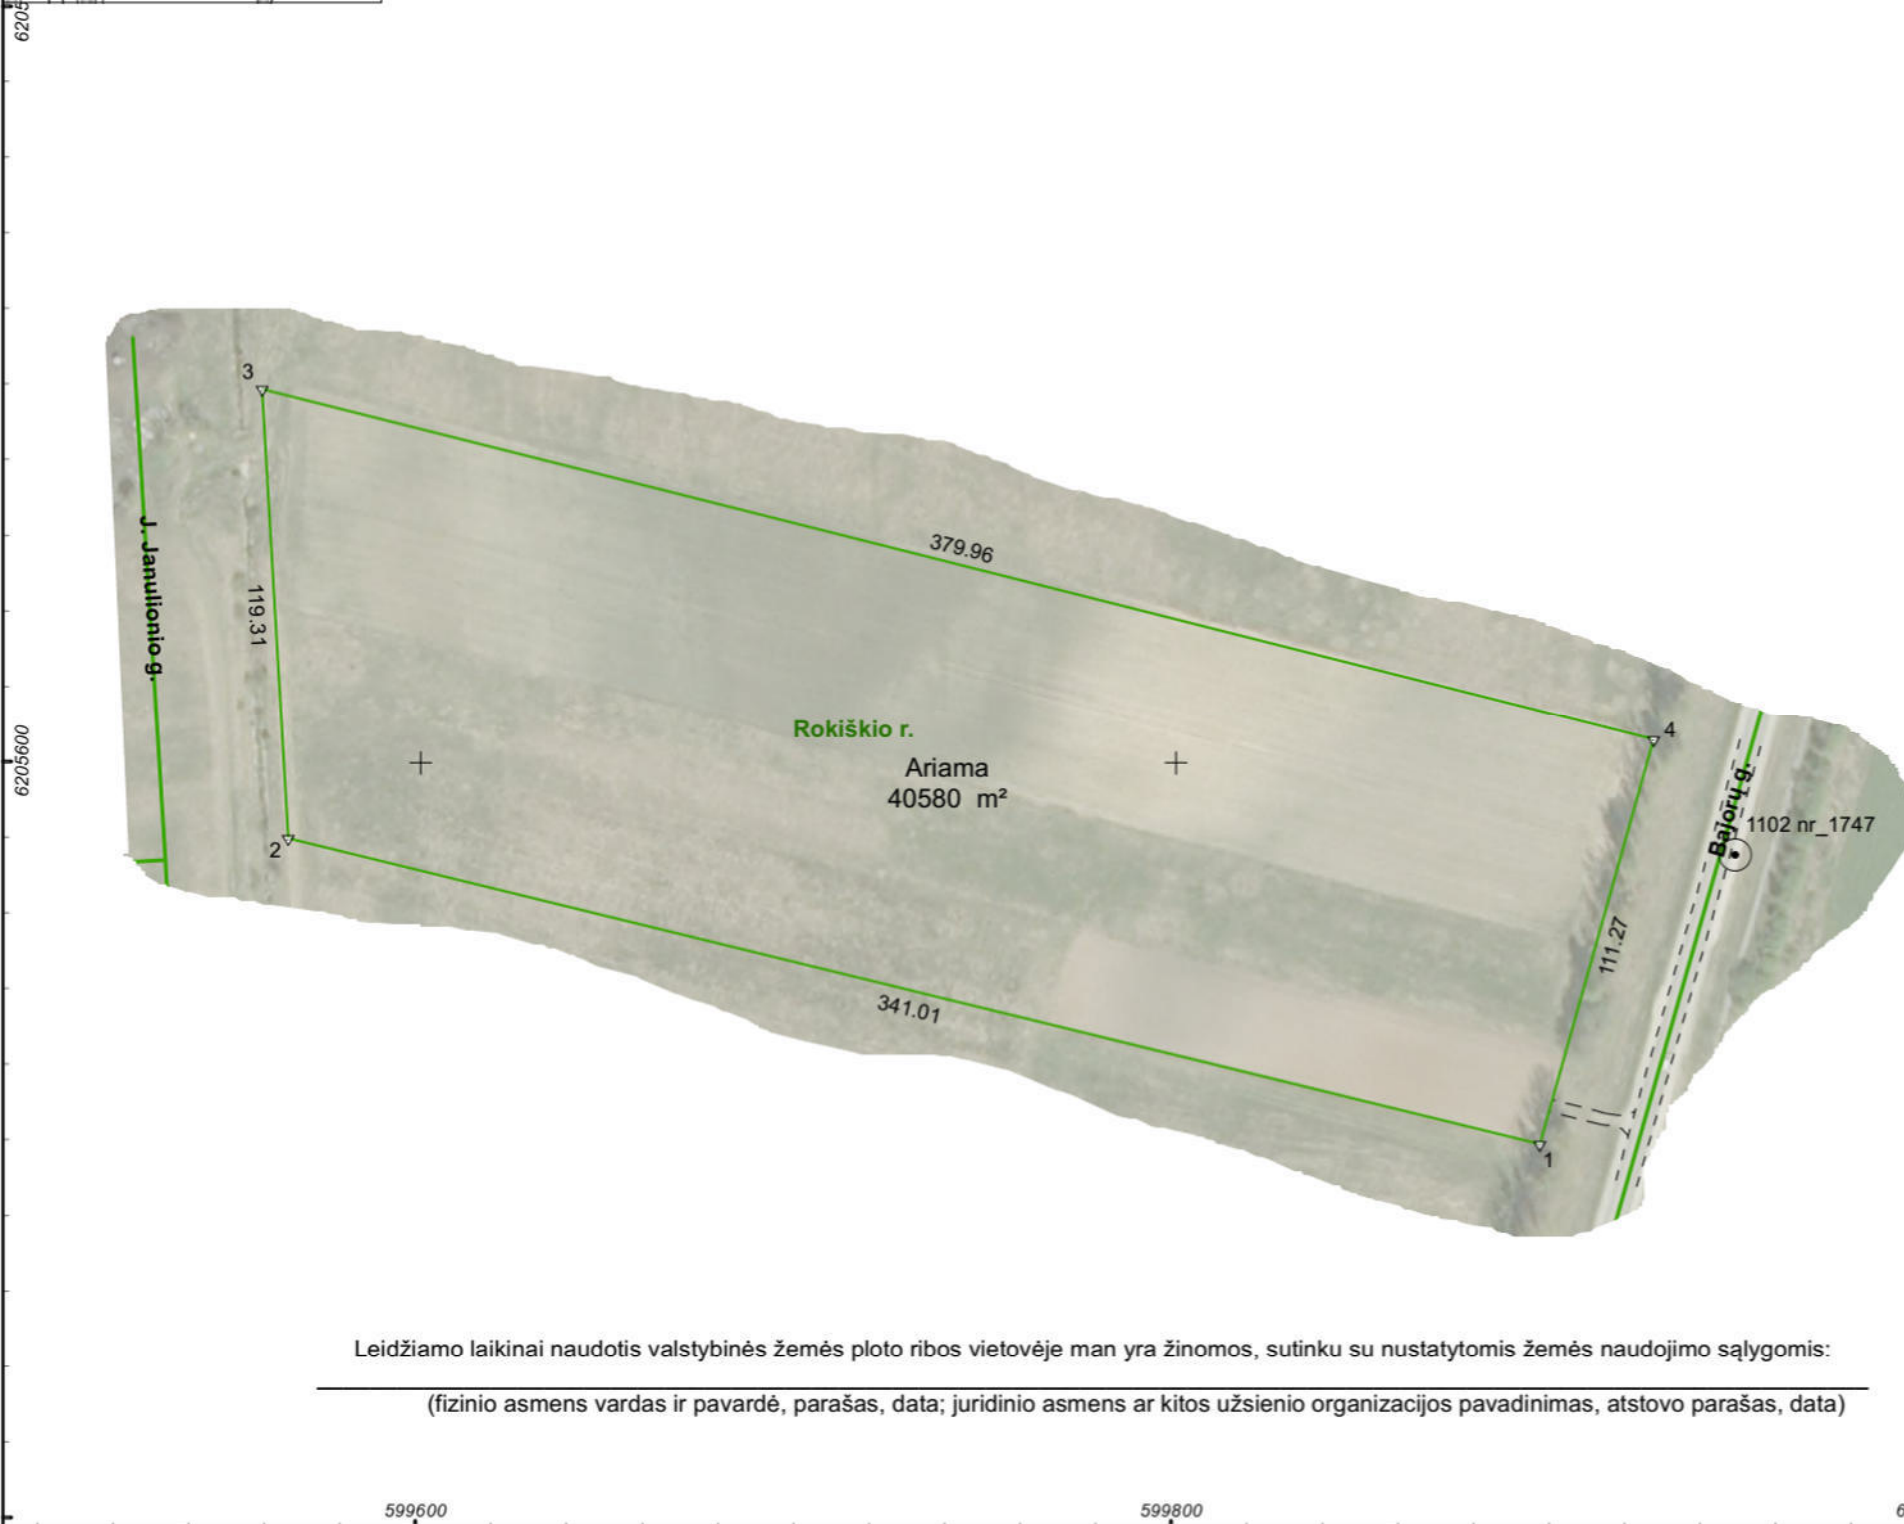 3
379.96
J. Janulionio g.
119.31
4
Rokiškio r.
Ariama
40580 m²
6205600
Bajorų g.
1102 nr_1747
2
111.27
341.01
1
Leidžiamo laikinai naudotis valstybinės žemės ploto ribos vietovėje man yra žinomos, sutinku su nustatytomis žemės naudojimo sąlygomis:
(fizinio asmens vardas ir pavardė, parašas, data; juridinio asmens ar kitos užsienio organizacijos pavadinimas, atstovo parašas, data)
599600
599800